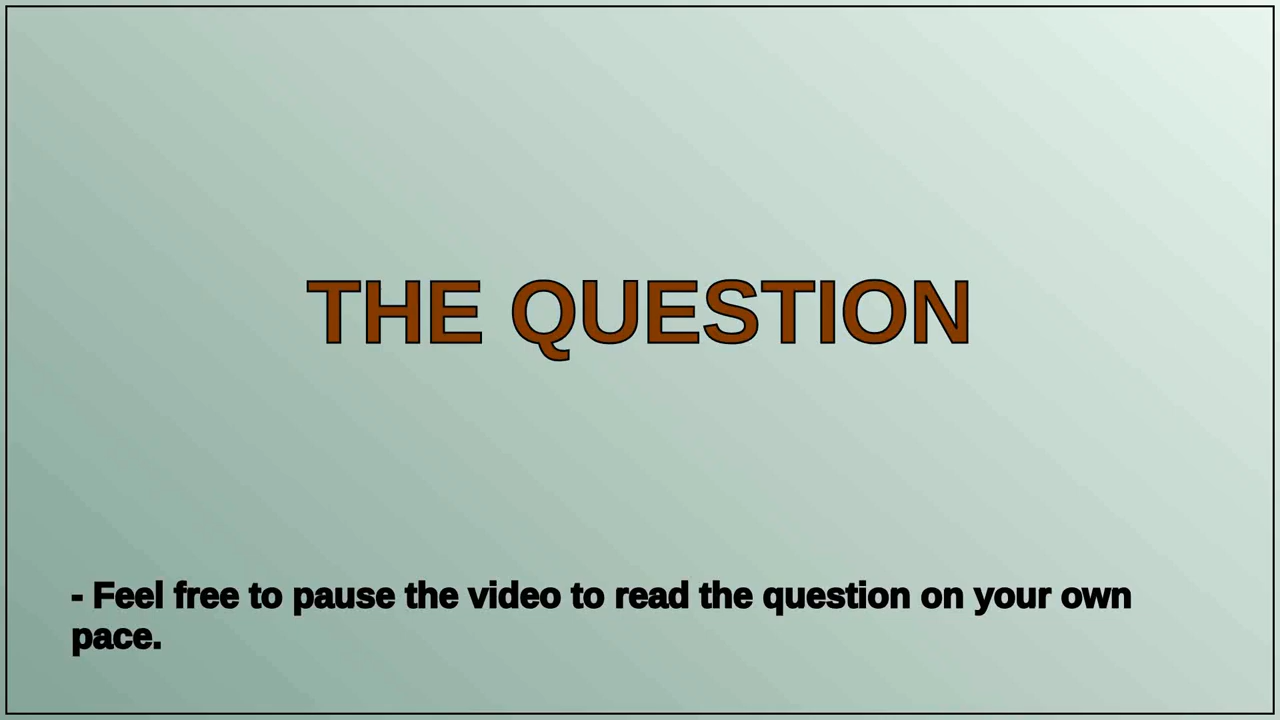 THE QUESTION
- Feel free to pause the video to read the question on your own
pace.